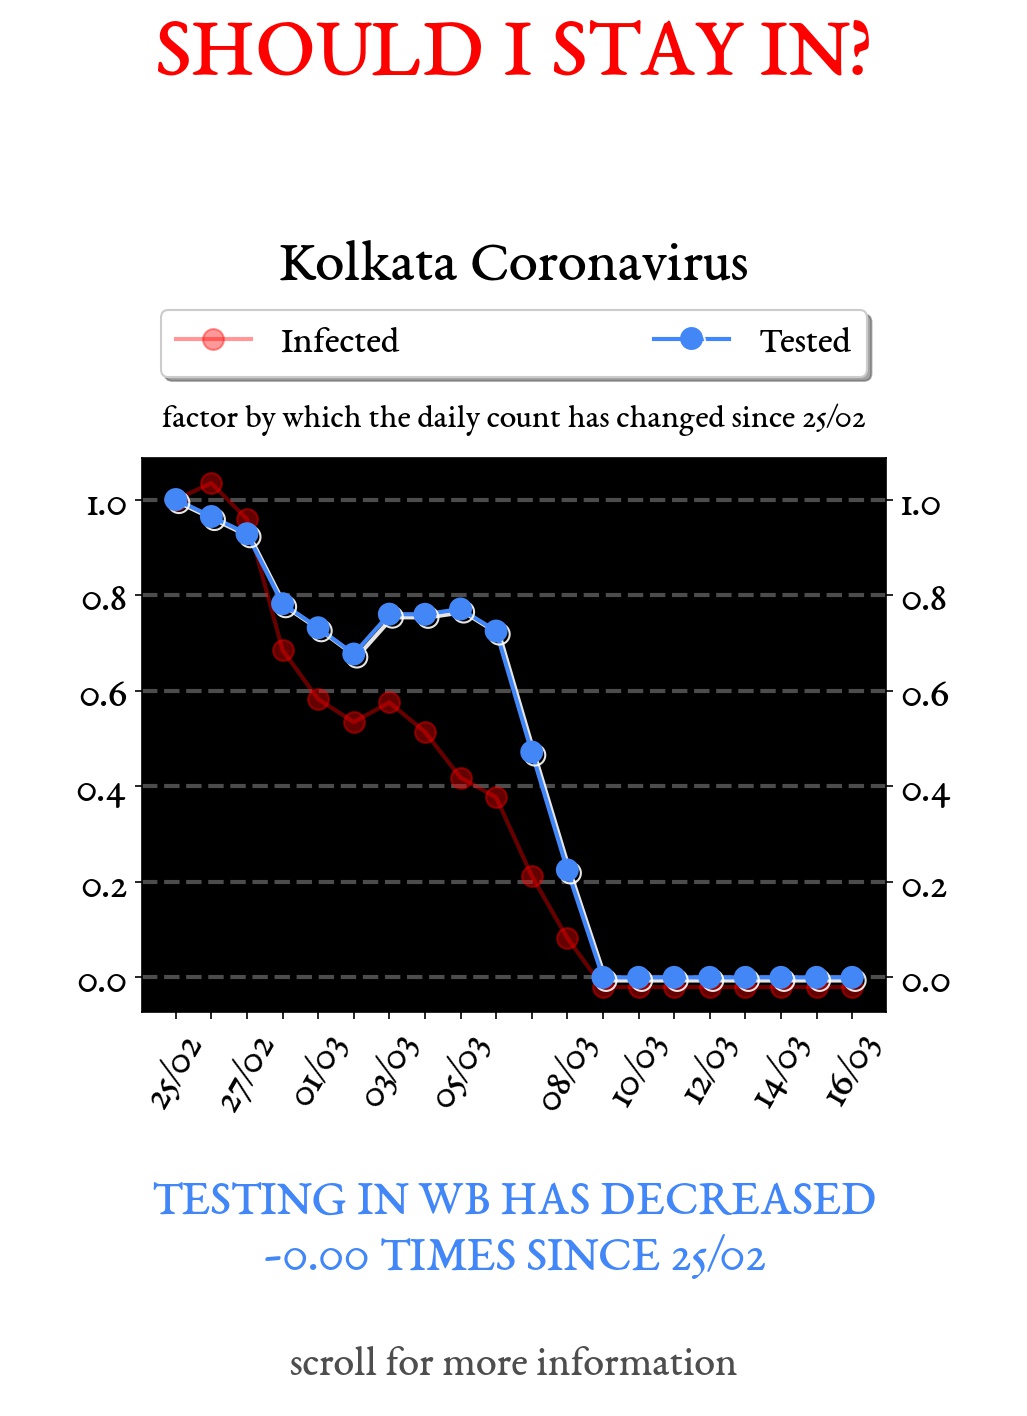 SHOULD I STAY IN?
Kolkata Coronavirus
Infected Tested
factor by which the daily count has changed since 25/02
1.0 1.0
0.8 0.8
0.6 0.6
0.4 0.4
0.2 0.2
0.0 0.0
25/02 27/02 01/03 03/03 05/03 08/03 10/03 12/03 14/03 16/03
TESTING IN WB HAS DECREASED
-0.00 TIMES SINCE 25/02
scroll for more information